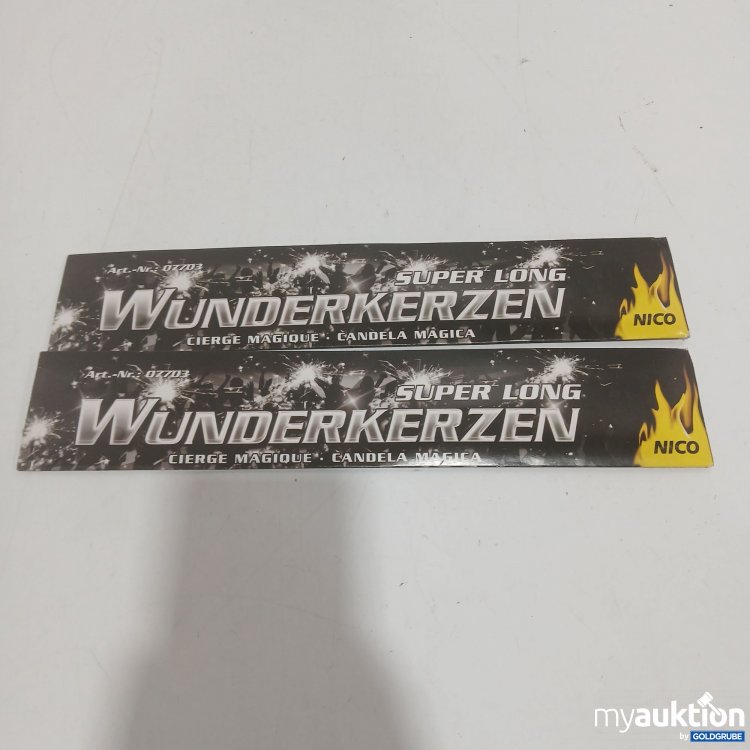 Art.-Nr.: 07703
SUPER LONG
WUNDERKERZEN
CIERGE MAGIQUE · CANDELA MÁGICA
NICO
Art.-Nr.: 07703
SUPER LONG
WUNDERKERZEN
CIERGE MAGIQUE · CANDELA MÁGICA
NICO
myauktion
by GOLDGRUBE